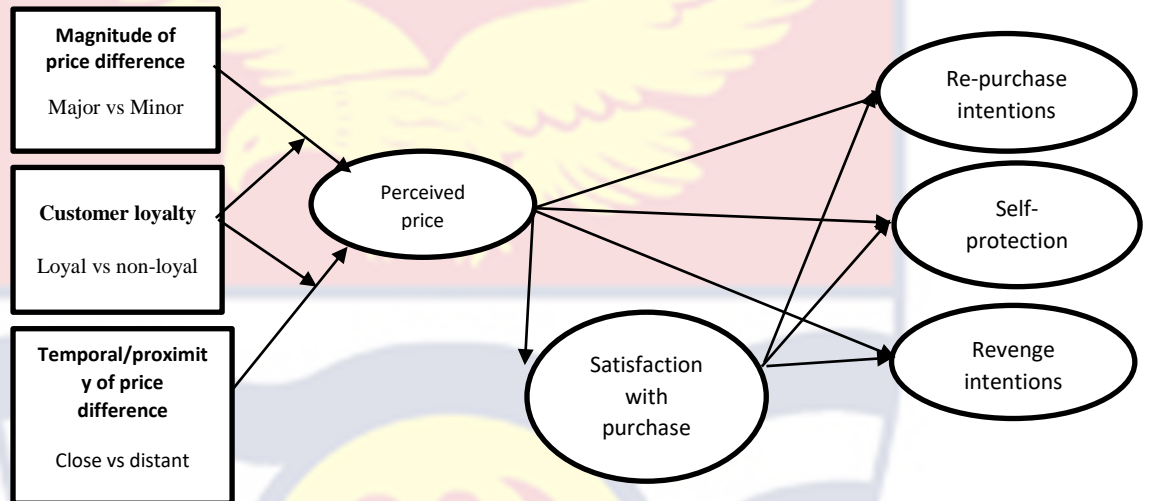 Magnitude of
price difference
Major vs Minor
Customer loyalty
Loyal vs non-loyal
Temporal/proximit
y of price
difference
Close vs distant
Perceived
price
Satisfaction
with
purchase
Re-purchase
intentions
Self-
protection
Revenge
intentions